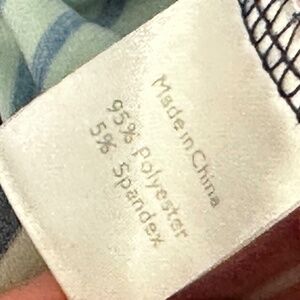 Made in China
95% Polyester
5% Spandex